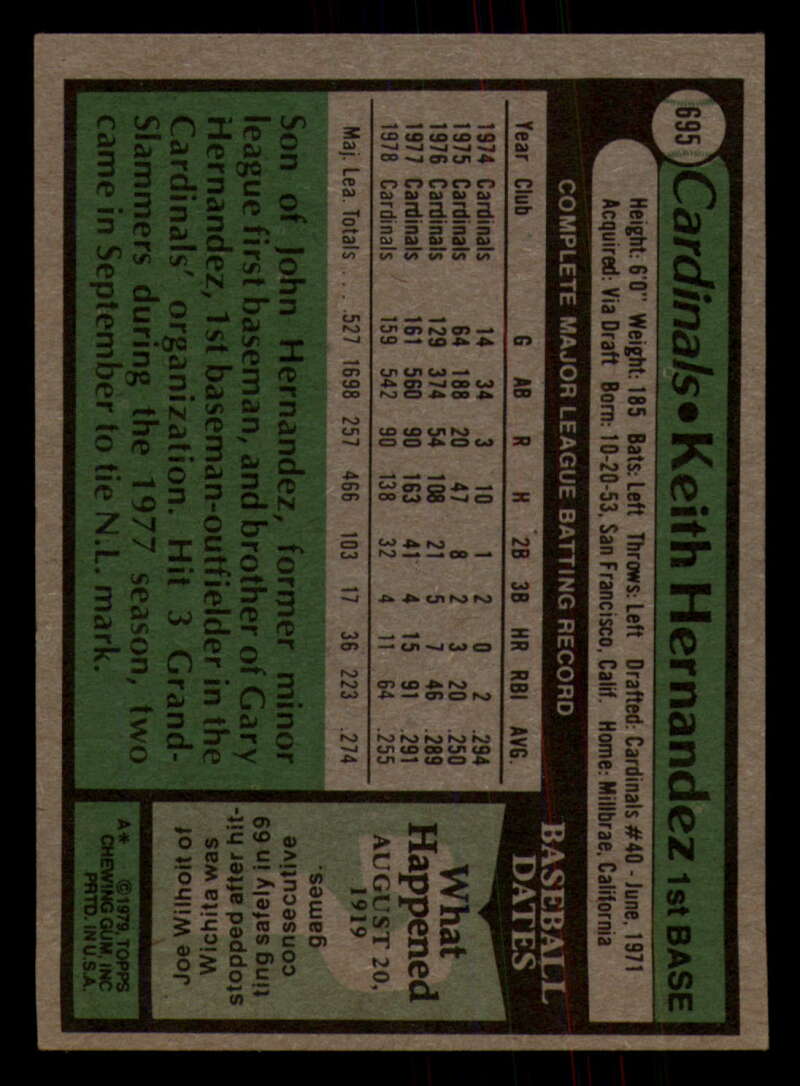 695
Cardinals • Keith Hernandez 1st BASE
Height: 6'0" Weight: 185 Bats: Left Throws: Left Drafted: Cardinals #40 - June, 1971
Acquired: Via Draft Born: 10-20-53, San Francisco, Calif. Home: Millbrae, California
COMPLETE MAJOR LEAGUE BATTING RECORD
Year Club G AB R H 2B 3B HR RBI AVG.
1974 Cardinals 14 34 3 10 1 2 0 2 .294
1975 Cardinals 64 188 20 47 8 2 3 20 .250
1976 Cardinals 129 374 54 108 21 5 7 46 .289
1977 Cardinals 161 560 90 163 41 4 15 91 .291
1978 Cardinals 159 542 90 138 32 4 11 64 .255
Maj. Lea. Totals .... 527 1698 257 466 103 17 36 223 .274
Son of John Hernandez, former minor
league first baseman, and brother of Gary
Hernandez, 1st baseman-outfielder in the
Cardinals' organization. Hit 3 Grand-
Slammers during the 1977 season, two
came in September to tie N.L. mark.
BASEBALL
DATES
What
Happened
AUGUST 20,
1919
Joe Wilhoit of
Wichita was
stopped after hit-
ting safely in 69
consecutive
games.
A* ©1979, TOPPS
CHEWING GUM, INC
PRTD. IN U.S.A.